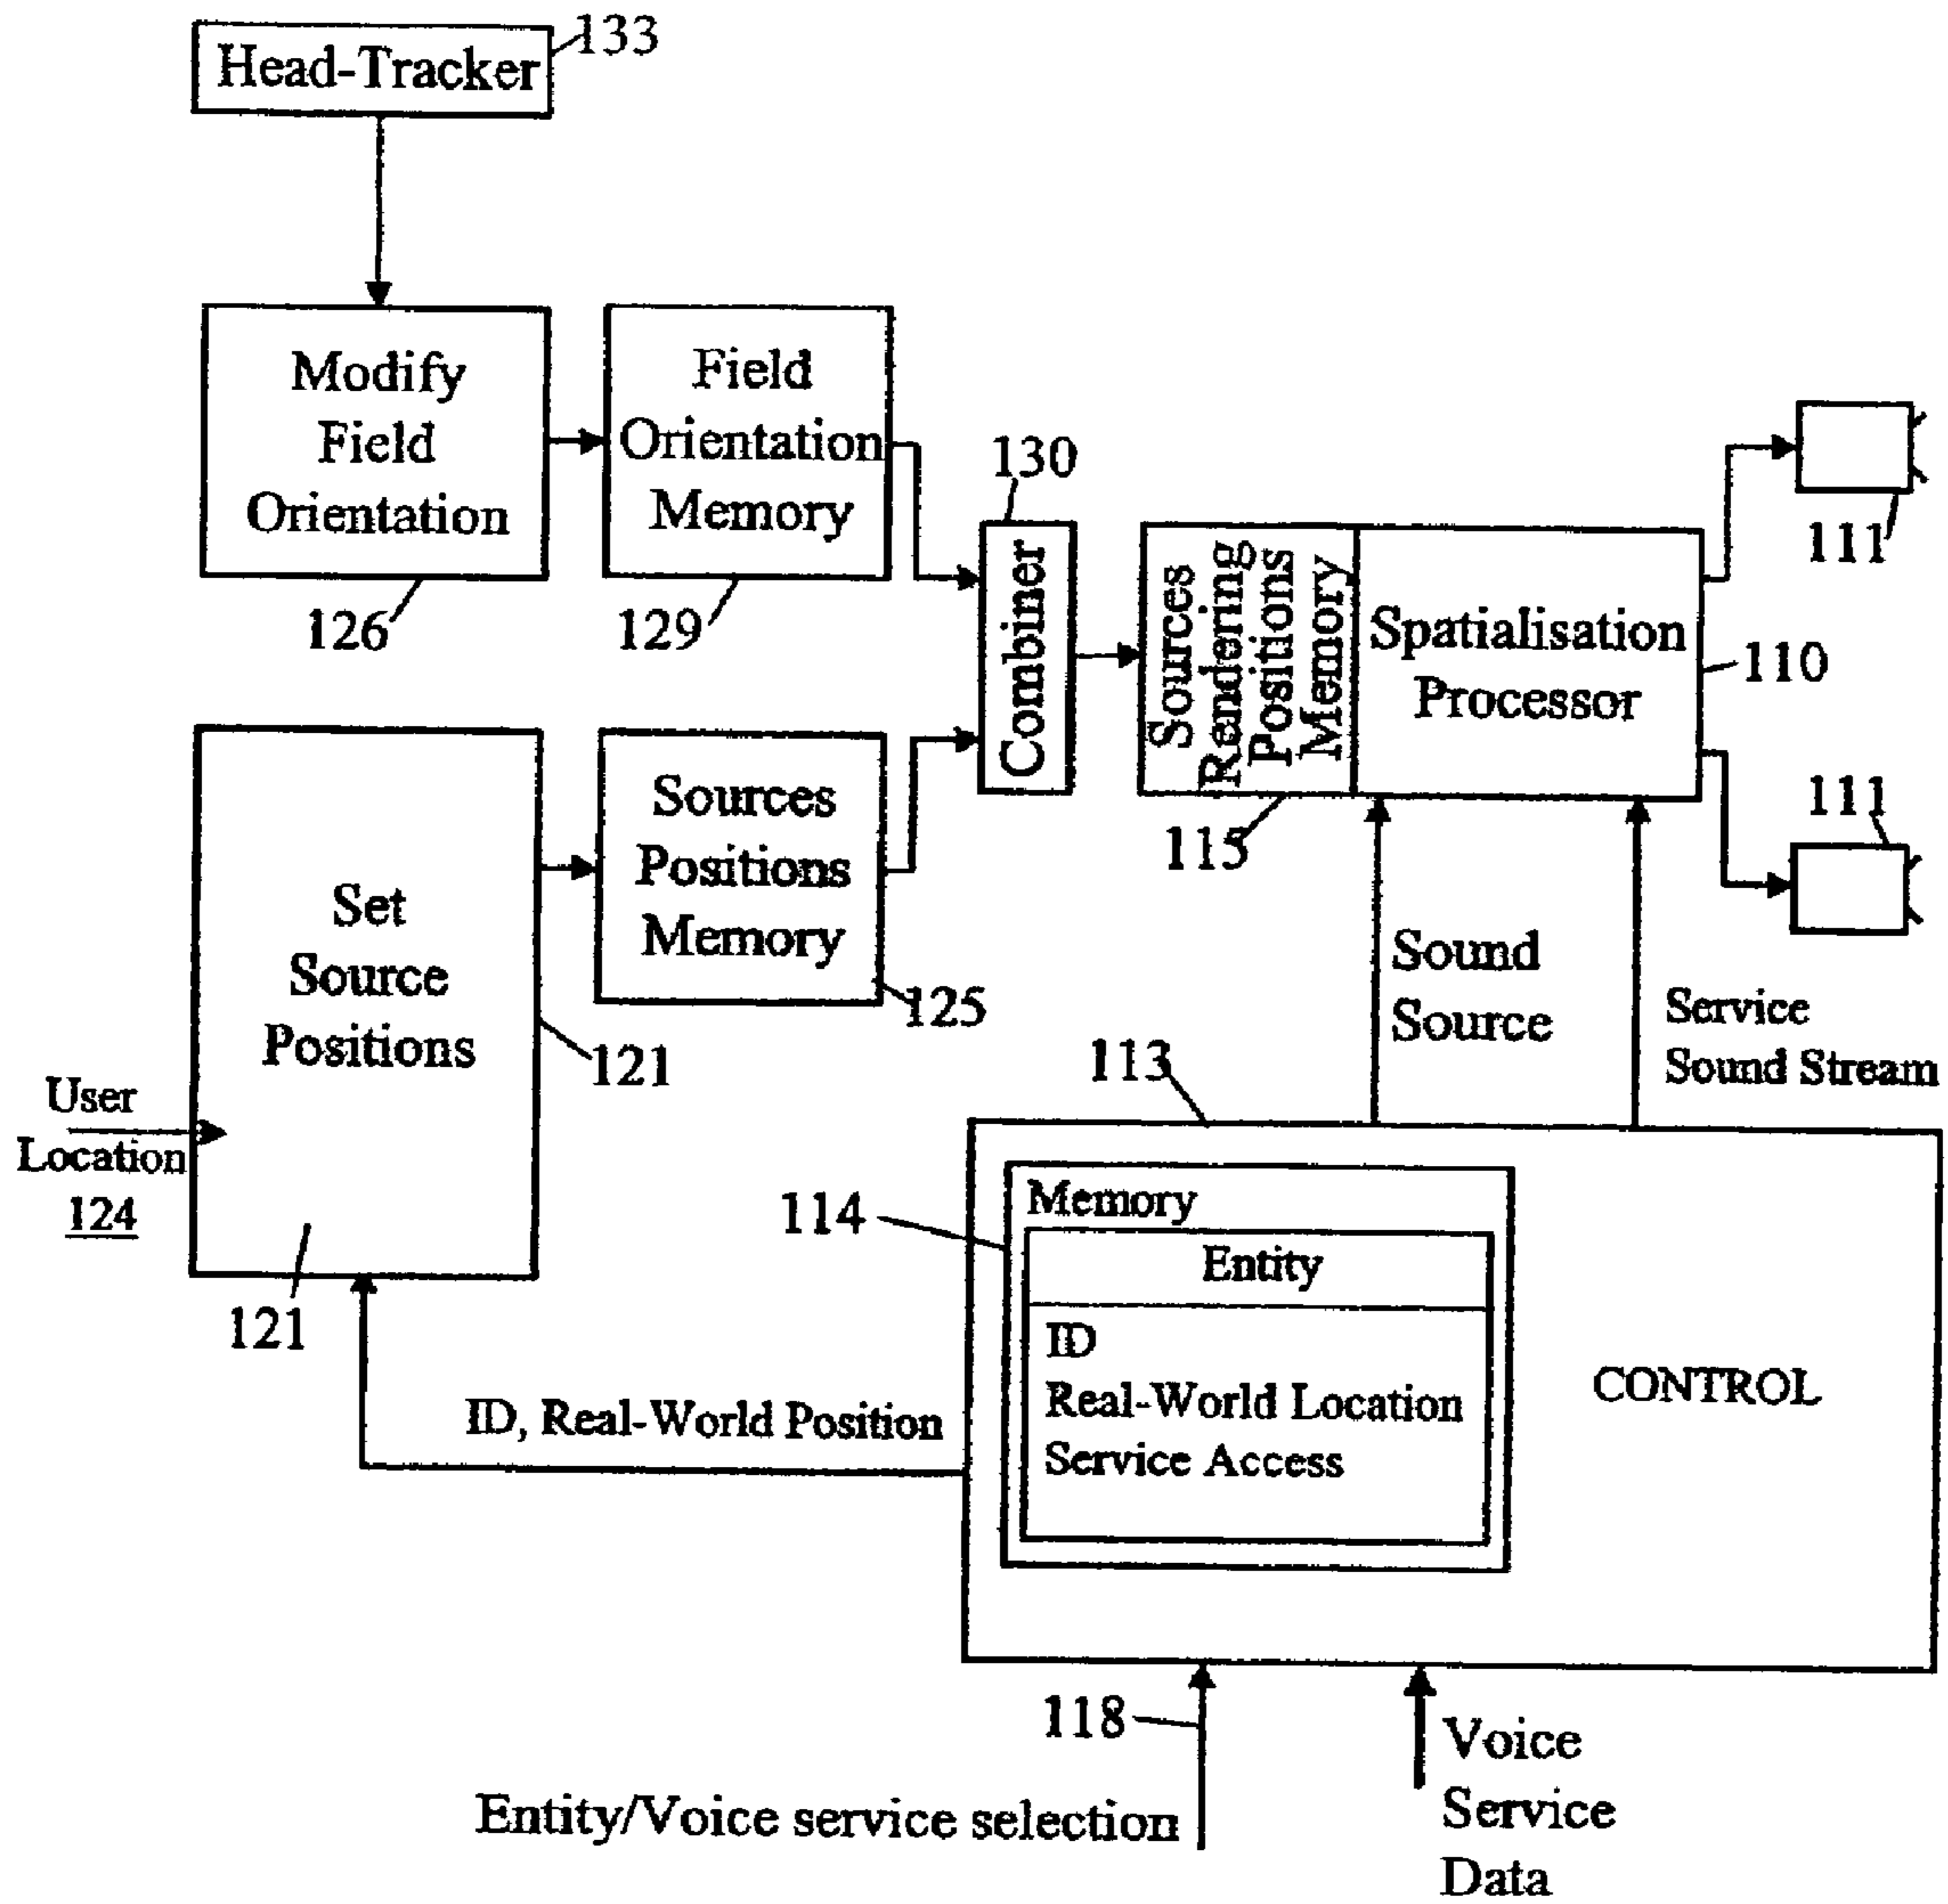 133
Head-Tracker
Modify
Field
Orientation
126
Field
Orientation
Memory
129
130
Combiner
Sources
Rendering
Positions
Memory
115
Spatialisation
Processor
110
111
111
Set
Source
Positions
121
121
User
Location
124
Sources
Positions
Memory
125
Sound
Source
Service
Sound Stream
113
114
Memory
Entity
ID
Real-World Location
Service Access
CONTROL
ID, Real-World Position
118
Entity/Voice service selection
Voice
Service
Data